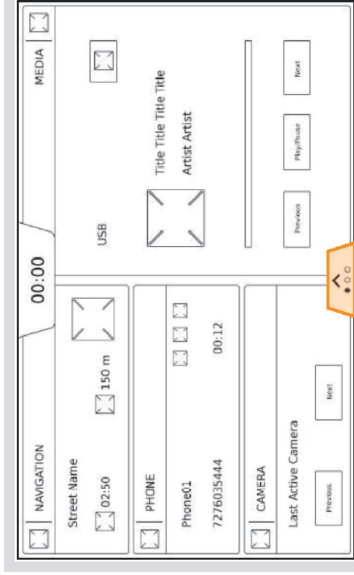 NAVIGATION
00:00
MEDIA
Street Name
02:50
150 m
PHONE
Phone01
7276035444
00:12
CAMERA
Last Active Camera
Previous
Next
USB
Title Title Title Title
Artist Artist
Previous
Play/Pause
Next